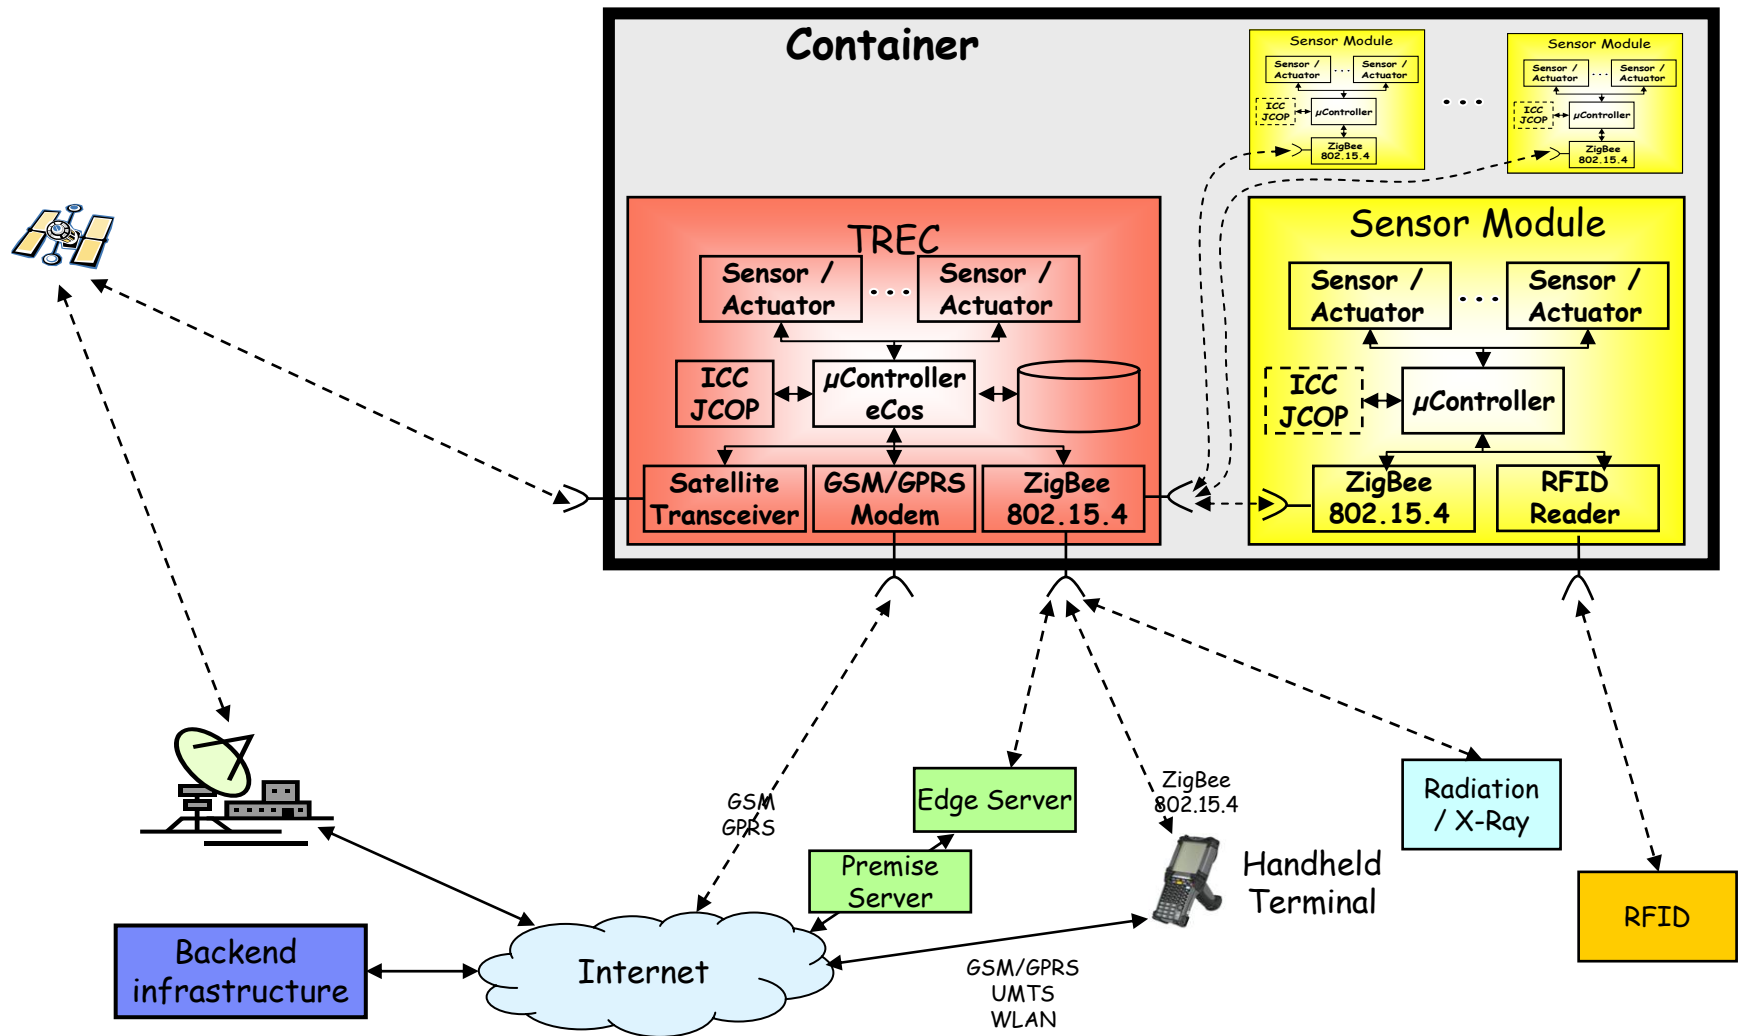 Container
Sensor Module
Sensor /
Actuator
. . .
Sensor /
Actuator
ICC
JCOP
µController
ZigBee
802.15.4
. . .
Sensor Module
Sensor /
Actuator
. . .
Sensor /
Actuator
ICC
JCOP
µController
ZigBee
802.15.4
TREC
Sensor /
Actuator
. . .
Sensor /
Actuator
ICC
JCOP
µController
eCos
Satellite
Transceiver
GSM/GPRS
Modem
ZigBee
802.15.4
Sensor Module
Sensor /
Actuator
. . .
Sensor /
Actuator
ICC
JCOP
µController
ZigBee
802.15.4
RFID
Reader
GSM
GPRS
Edge Server
Premise
Server
ZigBee
802.15.4
Handheld
Terminal
Radiation
/ X-Ray
RFID
Backend
infrastructure
Internet
GSM/GPRS
UMTS
WLAN